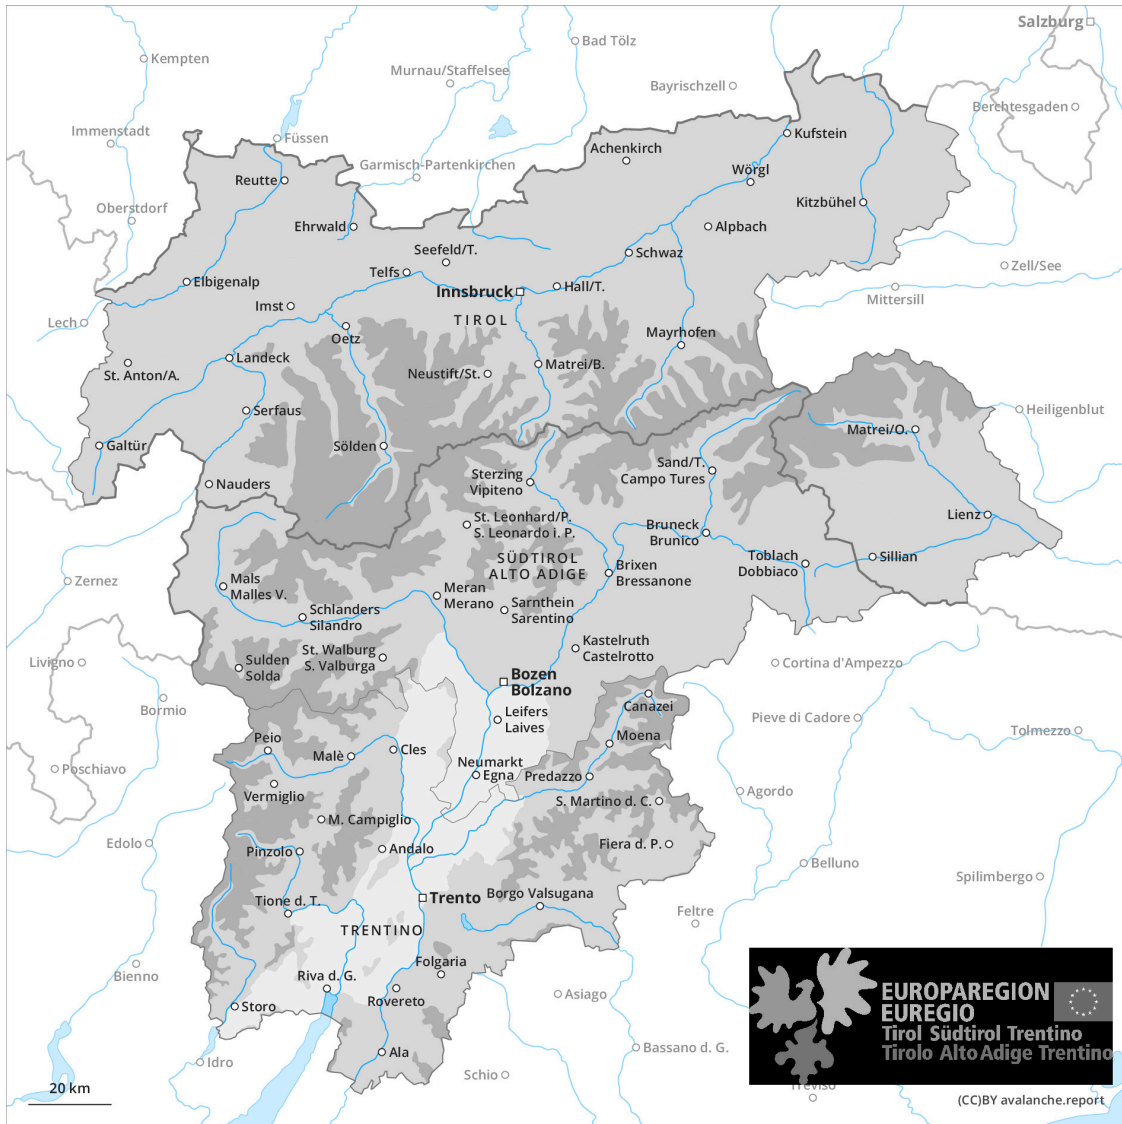 Salzburg
Bad Tölz
Kempten
Murnau/Staffelsee
Bayrischzell
Berchtesgaden
Immenstadt
Füssen
Kufstein
Achenkirch
Garmisch-Partenkirchen
Wörgl
Reutte
Oberstdorf
Kitzbühel
Ehrwald
Alpbach
Seefeld/T.
Schwaz
Zell/See
Telfs
Elbigenalp
Hall/T.
Innsbruck
Mittersill
Imst
Lech
TIROL
Oetz
Mayrhofen
Landeck
Matrei/B.
St. Anton/A.
Neustift/St.
Serfaus
Heiligenblut
Matrei/O.
Galtür
Sölden
Sand/T.
Campo Tures
Sterzing
Vipiteno
Nauders
Lienz
St. Leonhard/P.
S. Leonardo i. P.
Bruneck
Brunico
SÜDTIROL
ALTO ADIGE
Toblach
Dobbiaco
Sillian
Brixen
Bressanone
Zernez
Mals
Malles V.
Meran
Merano
Sarnthein
Sarentino
Schlanders
Silandro
Kastelruth
Castelrotto
St. Walburg
S. Valburga
Livigno
Sulden
Solda
Cortina d'Ampezzo
Bozen
Bolzano
Bormio
Canazei
Leifers
Laives
Pieve di Cadore
Tolmezzo
Peio
Moena
Cles
Malè
Neumarkt
Egna
Poschiavo
Predazzo
Vermiglio
Agordo
S. Martino d. C.
M. Campiglio
Edolo
Fiera d. P.
Pinzolo
Andalo
Belluno
Spilimbergo
Borgo Valsugana
Tione d. T.
Trento
Feltre
TRENTINO
Folgaria
Bienno
Riva d. G.
Rovereto
Asiago
Storo
EUROPAREGION
EUREGIO
Tirol Südtirol Trentino
Tirolo Alto Adige Trentino
Ala
Idro
Bassano d. G.
Schio
Treviso
20 km
(CC)BY avalanche.report